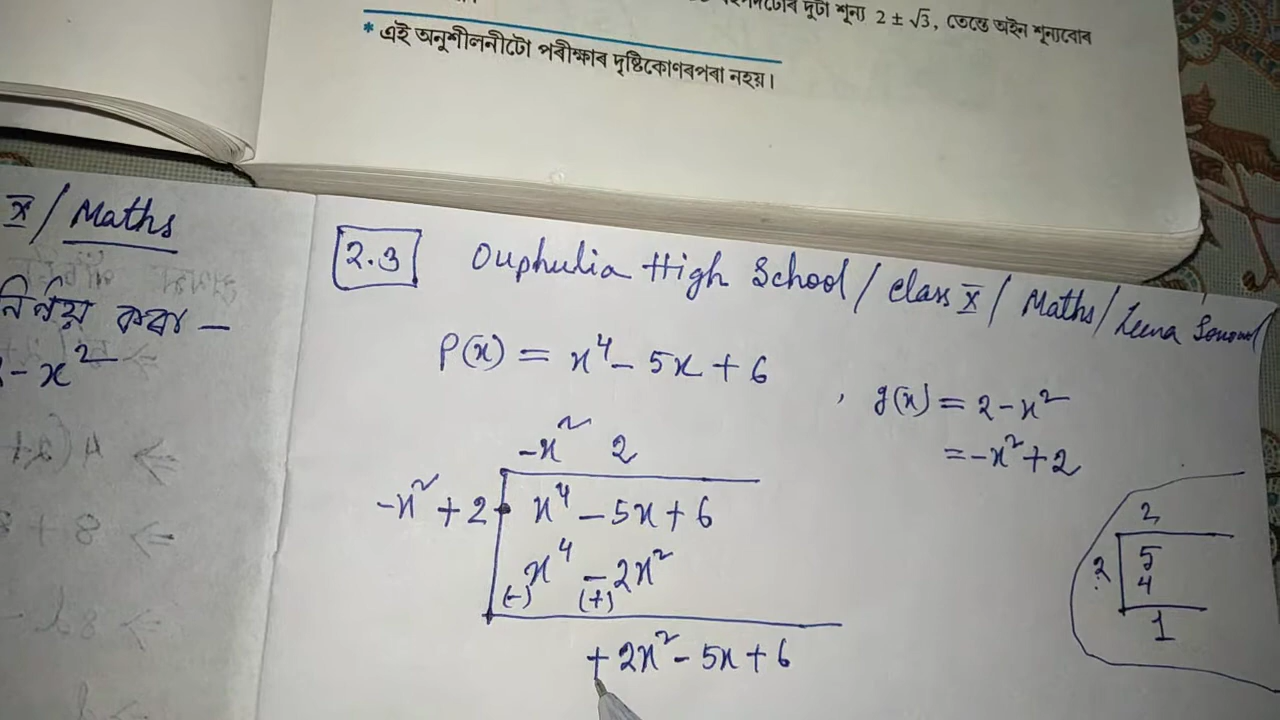 দুটা শূন্য 2 ± √3, তেন্তে আইন শূন্যবোৰ
* এই অনুশীলনীটো পৰীক্ষাৰ দৃষ্টিকোণৰপৰা নহয়।
x / Maths
নিৰ্ণয় কৰা –
- x²
2.3 Ouphulia High School / Class X / Maths / Leena Sonowal
P(x) = x⁴ - 5x + 6 , g(x) = 2 - x²
= -x² + 2
-x² 2
-x² + 2 x⁴ - 5x + 6
x⁴ - 2x²
(-) (+)
+ 2x² - 5x + 6
2
2 5
4
1